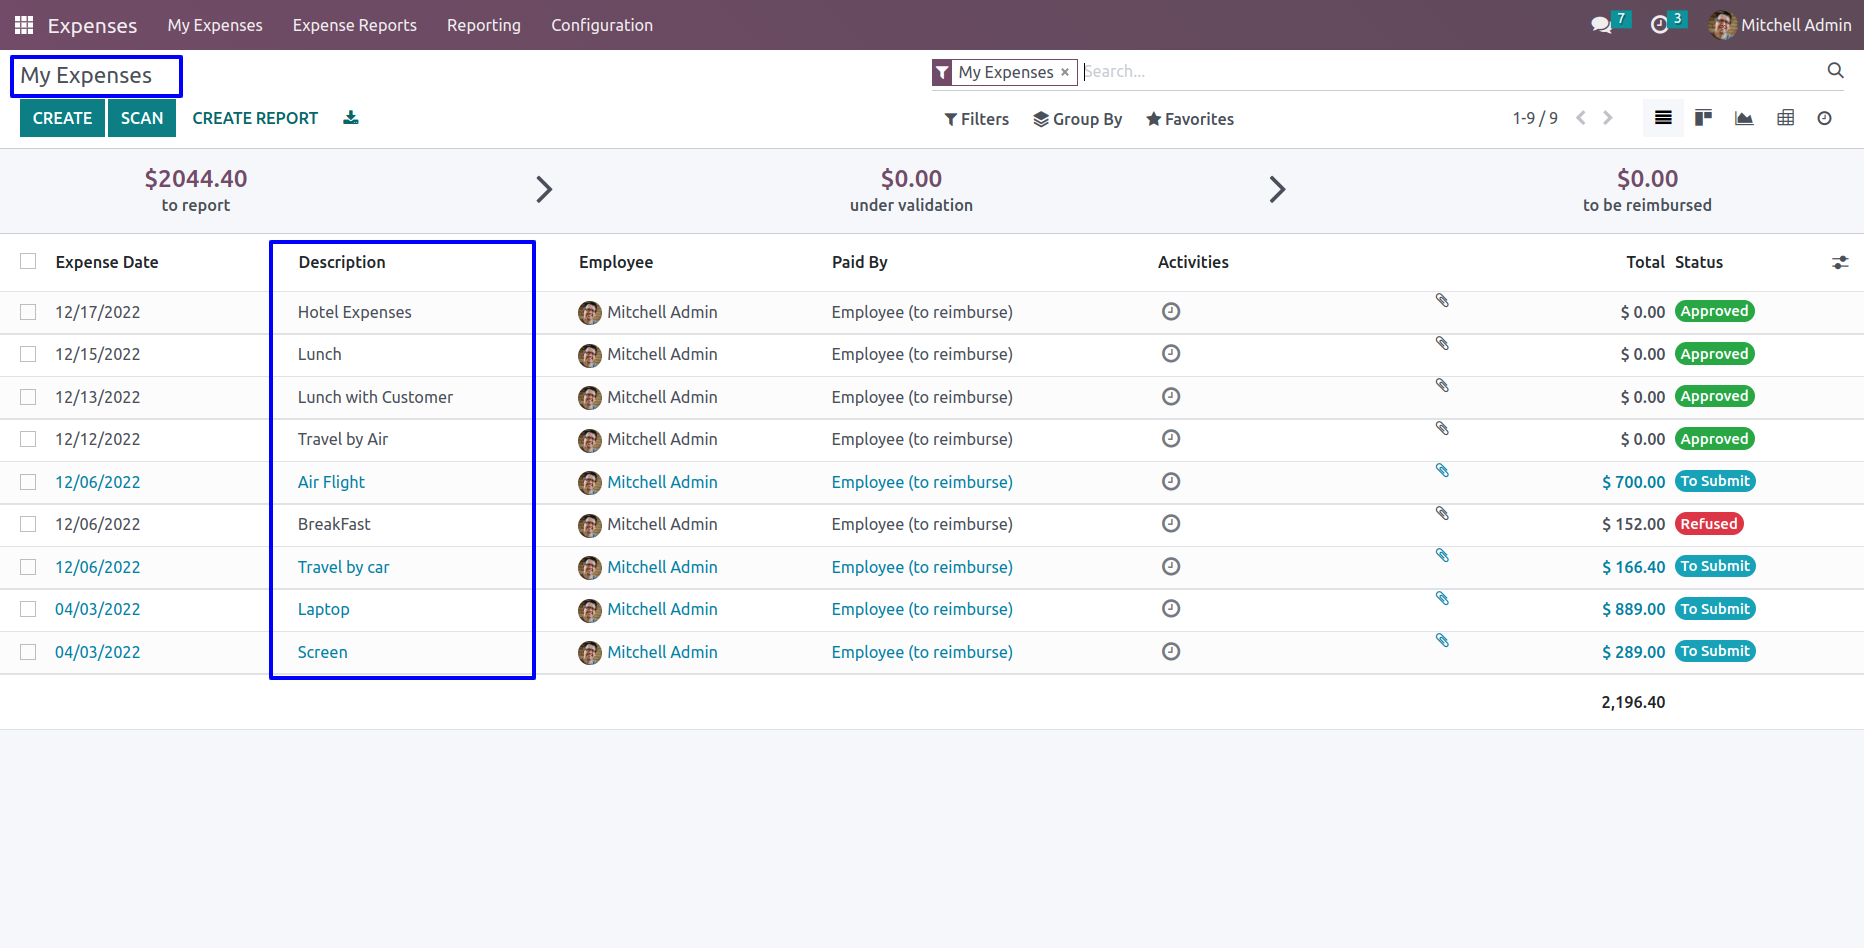 Expenses My Expenses Expense Reports Reporting Configuration 7 3 Mitchell Admin
My Expenses My Expenses × Search...
CREATE SCAN CREATE REPORT Filters Group By Favorites 1-9 / 9
$2044.40 $0.00 $0.00
to report under validation to be reimbursed
Expense Date Description Employee Paid By Activities Total Status
12/17/2022 Hotel Expenses Mitchell Admin Employee (to reimburse) $ 0.00 Approved
12/15/2022 Lunch Mitchell Admin Employee (to reimburse) $ 0.00 Approved
12/13/2022 Lunch with Customer Mitchell Admin Employee (to reimburse) $ 0.00 Approved
12/12/2022 Travel by Air Mitchell Admin Employee (to reimburse) $ 0.00 Approved
12/06/2022 Air Flight Mitchell Admin Employee (to reimburse) $ 700.00 To Submit
12/06/2022 BreakFast Mitchell Admin Employee (to reimburse) $ 152.00 Refused
12/06/2022 Travel by car Mitchell Admin Employee (to reimburse) $ 166.40 To Submit
04/03/2022 Laptop Mitchell Admin Employee (to reimburse) $ 889.00 To Submit
04/03/2022 Screen Mitchell Admin Employee (to reimburse) $ 289.00 To Submit
2,196.40